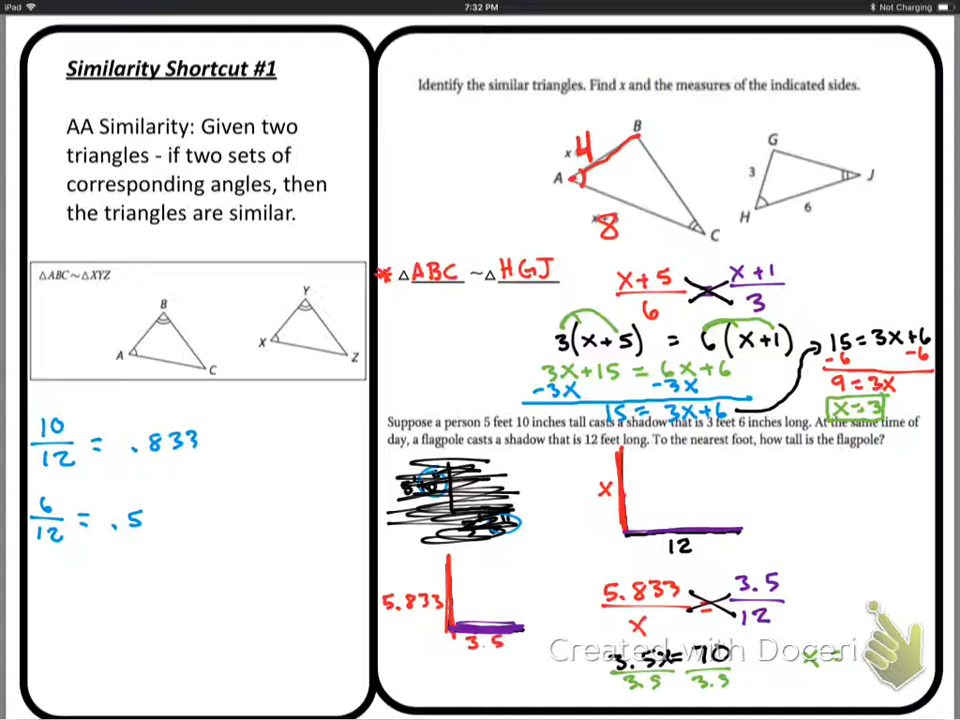 iPad
7:32 PM
Not Charging
Similarity Shortcut #1
AA Similarity: Given two
triangles - if two sets of
corresponding angles, then
the triangles are similar.
△ABC ~ △XYZ
B
A
C
Y
X
Z
10/12 = .833
6/12 = .5
Identify the similar triangles. Find x and the measures of the indicated sides.
B
x 4
A
8
C
G
3
J
H
6
* △ABC ~△HGJ
x+5/6 x+1/3
3(x+5) = 6(x+1)
3x+15 = 6x+6
-3x -3x
15 = 3x+6
15=3x+6
-6 -6
9=3x
x=3
Suppose a person 5 feet 10 inches tall casts a shadow that is 3 feet 6 inches long. At the same time of
day, a flagpole casts a shadow that is 12 feet long. To the nearest foot, how tall is the flagpole?
x
12
5.833
3.5
5.833/x = 3.5/12
3.5x = 70
3.5 3.5
x =
Created with Doceri